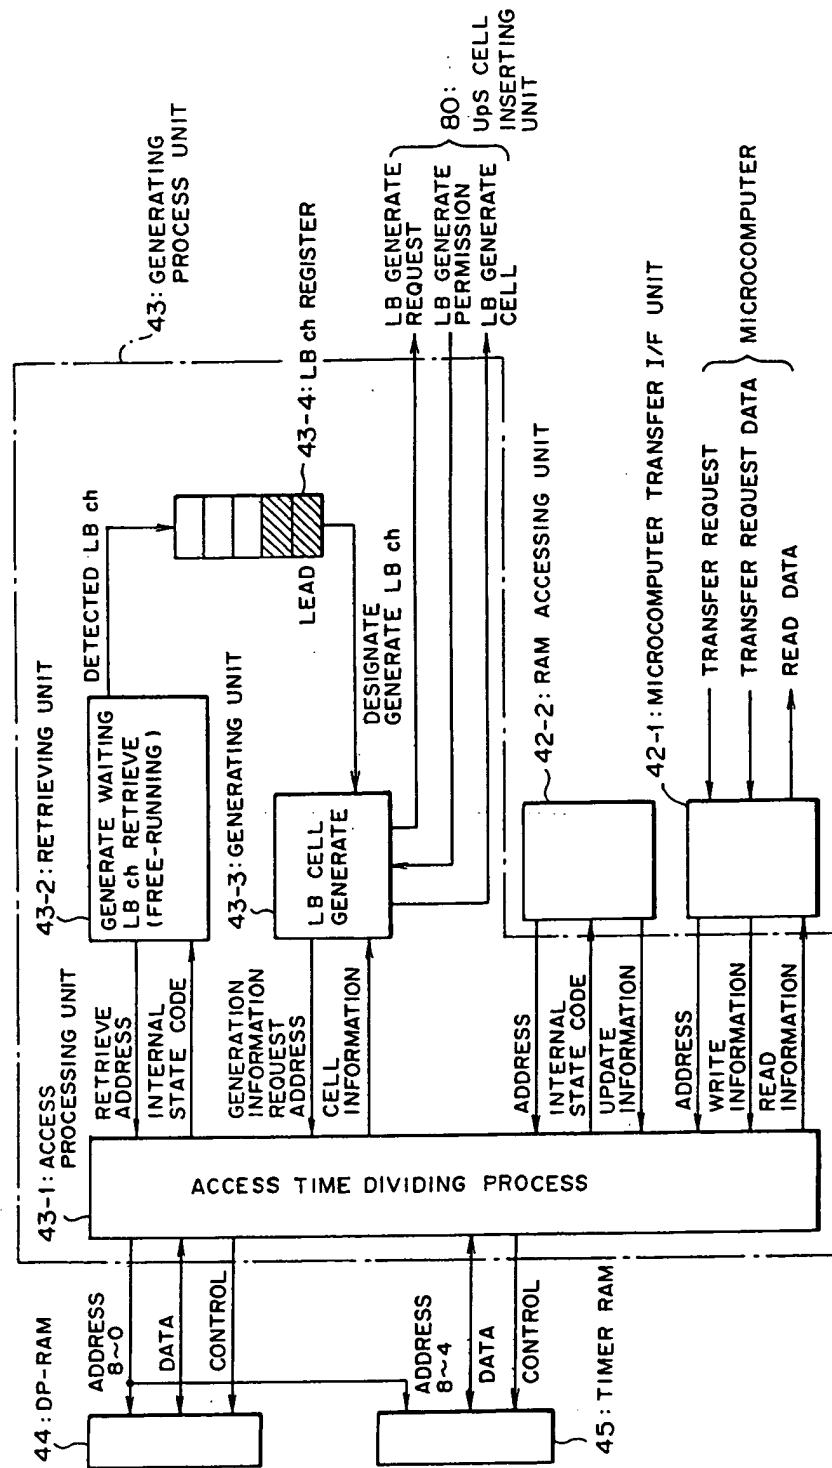 43: GENERATING
PROCESS UNIT
43-1: ACCESS
PROCESSING UNIT
43-2: RETRIEVING UNIT
GENERATE WAITING
LB ch RETRIEVE
(FREE-RUNNING)
DETECTED LB ch
RETRIEVE
ADDRESS
INTERNAL
STATE CODE
44: DP-RAM
ADDRESS
8~0
DATA
CONTROL
43-4: LB ch REGISTER
LEAD
DESIGNATE
GENERATE LB ch
43-3: GENERATING UNIT
LB CELL
GENERATE
GENERATION
INFORMATION
REQUEST
ADDRESS
CELL
INFORMATION
LB GENERATE
REQUEST
LB GENERATE
PERMISSION
LB GENERATE
CELL
80:
UpS CELL
INSERTING
UNIT
ACCESS TIME DIVIDING PROCESS
ADDRESS
8~4
DATA
CONTROL
45: TIMER RAM
42-2: RAM ACCESSING UNIT
ADDRESS
INTERNAL
STATE CODE
UPDATE
INFORMATION
42-1: MICROCOMPUTER TRANSFER I/F UNIT
ADDRESS
WRITE
INFORMATION
READ
INFORMATION
TRANSFER REQUEST
TRANSFER REQUEST DATA
READ DATA
MICROCOMPUTER